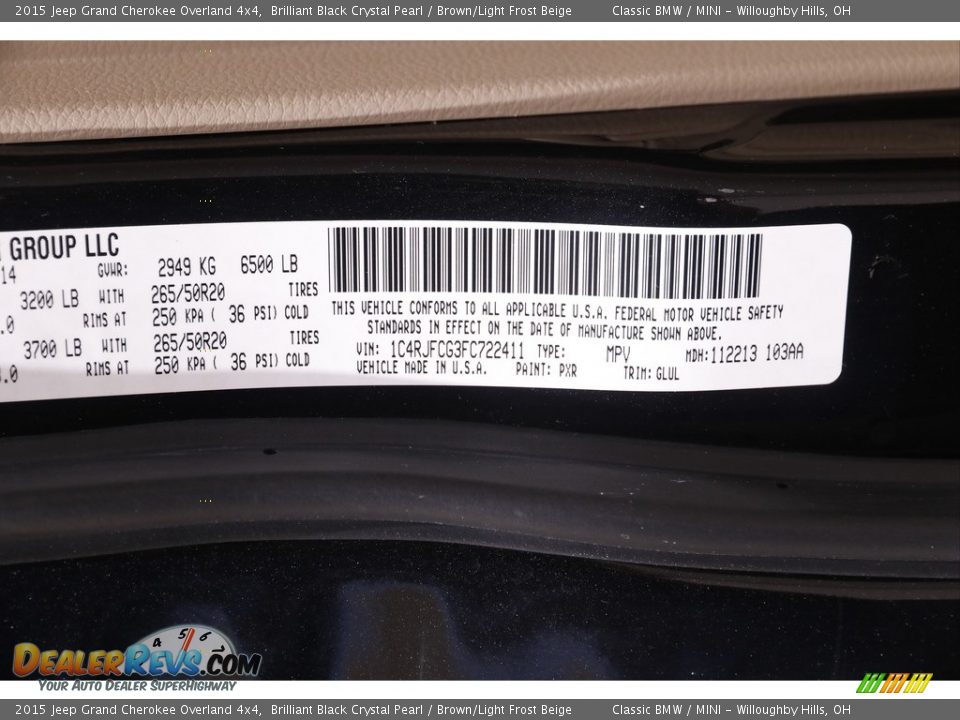 2015 Jeep Grand Cherokee Overland 4x4, Brilliant Black Crystal Pearl / Brown/Light Frost Beige Classic BMW / MINI - Willoughby Hills, OH
GROUP LLC
14 GVWR: 2949 KG 6500 LB
3200 LB WITH 265/50R20 TIRES
.0 RIMS AT 250 KPA ( 36 PSI) COLD
3700 LB WITH 265/50R20 TIRES
.0 RIMS AT 250 KPA ( 36 PSI) COLD
THIS VEHICLE CONFORMS TO ALL APPLICABLE U.S.A. FEDERAL MOTOR VEHICLE SAFETY
STANDARDS IN EFFECT ON THE DATE OF MANUFACTURE SHOWN ABOVE.
VIN: 1C4RJFCG3FC722411 TYPE: MPV MDH:112213 103AA
VEHICLE MADE IN U.S.A. PAINT: PXR TRIM:GLUL
4 5 6
DealerRevs.com
Your Auto Dealer SuperHighway
2015 Jeep Grand Cherokee Overland 4x4, Brilliant Black Crystal Pearl / Brown/Light Frost Beige Classic BMW / MINI - Willoughby Hills, OH